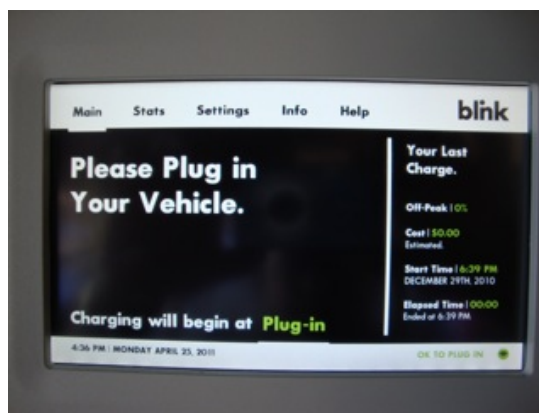 Main Stats Settings Info Help blink
Please Plug in
Your Vehicle.
Charging will begin at Plug-in
Your Last
Charge.
Off-Peak | 0%
Cost | $0.00
Estimated.
Start Time | 6:39 PM
DECEMBER 29TH, 2010
Elapsed Time | 00:00
Ended at 6:39 PM
4:36 PM | MONDAY APRIL 25, 2011
OK TO PLUG IN